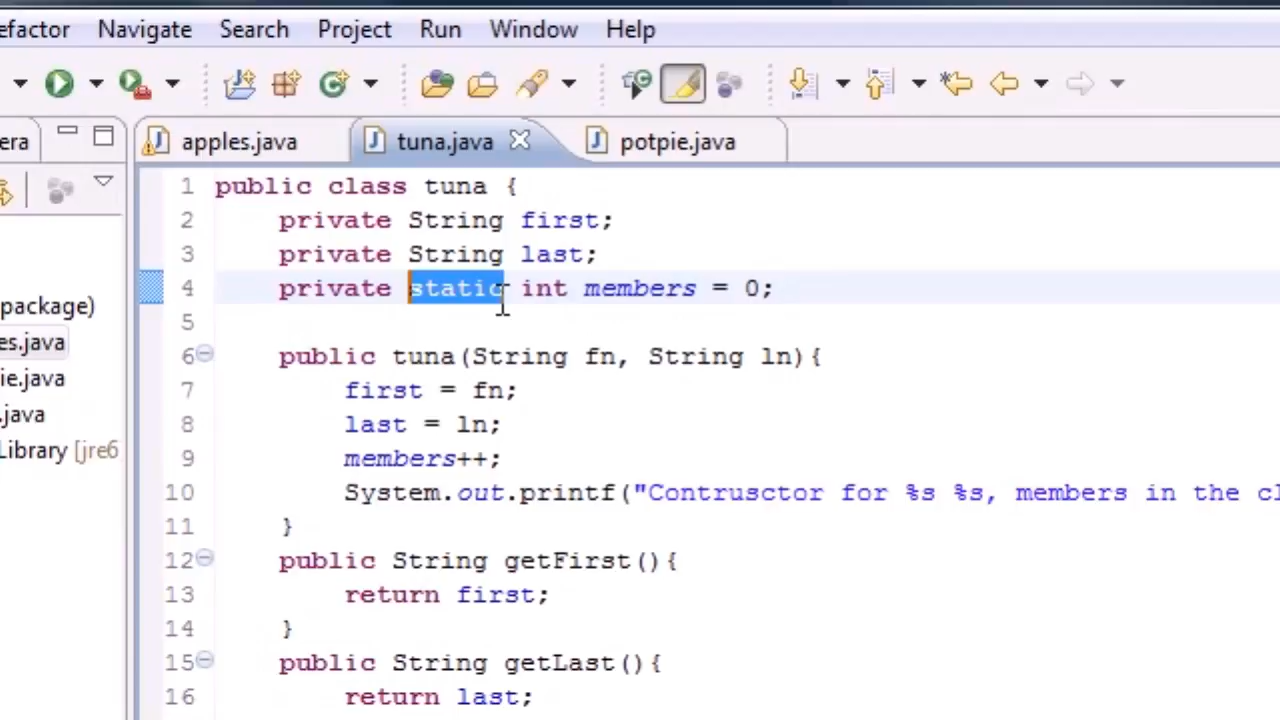 efactor Navigate Search Project Run Window Help
era apples.java tuna.java potpie.java
1 public class tuna {
2 private String first;
3 private String last;
4 private static int members = 0;
5
6 public tuna(String fn, String ln){
7 first = fn;
8 last = ln;
9 members++;
10 System.out.printf("Contrusctor for %s %s, members in the cl
11 }
12 public String getFirst(){
13 return first;
14 }
15 public String getLast(){
16 return last;
package)
es.java
ie.java
.java
Library [jre6